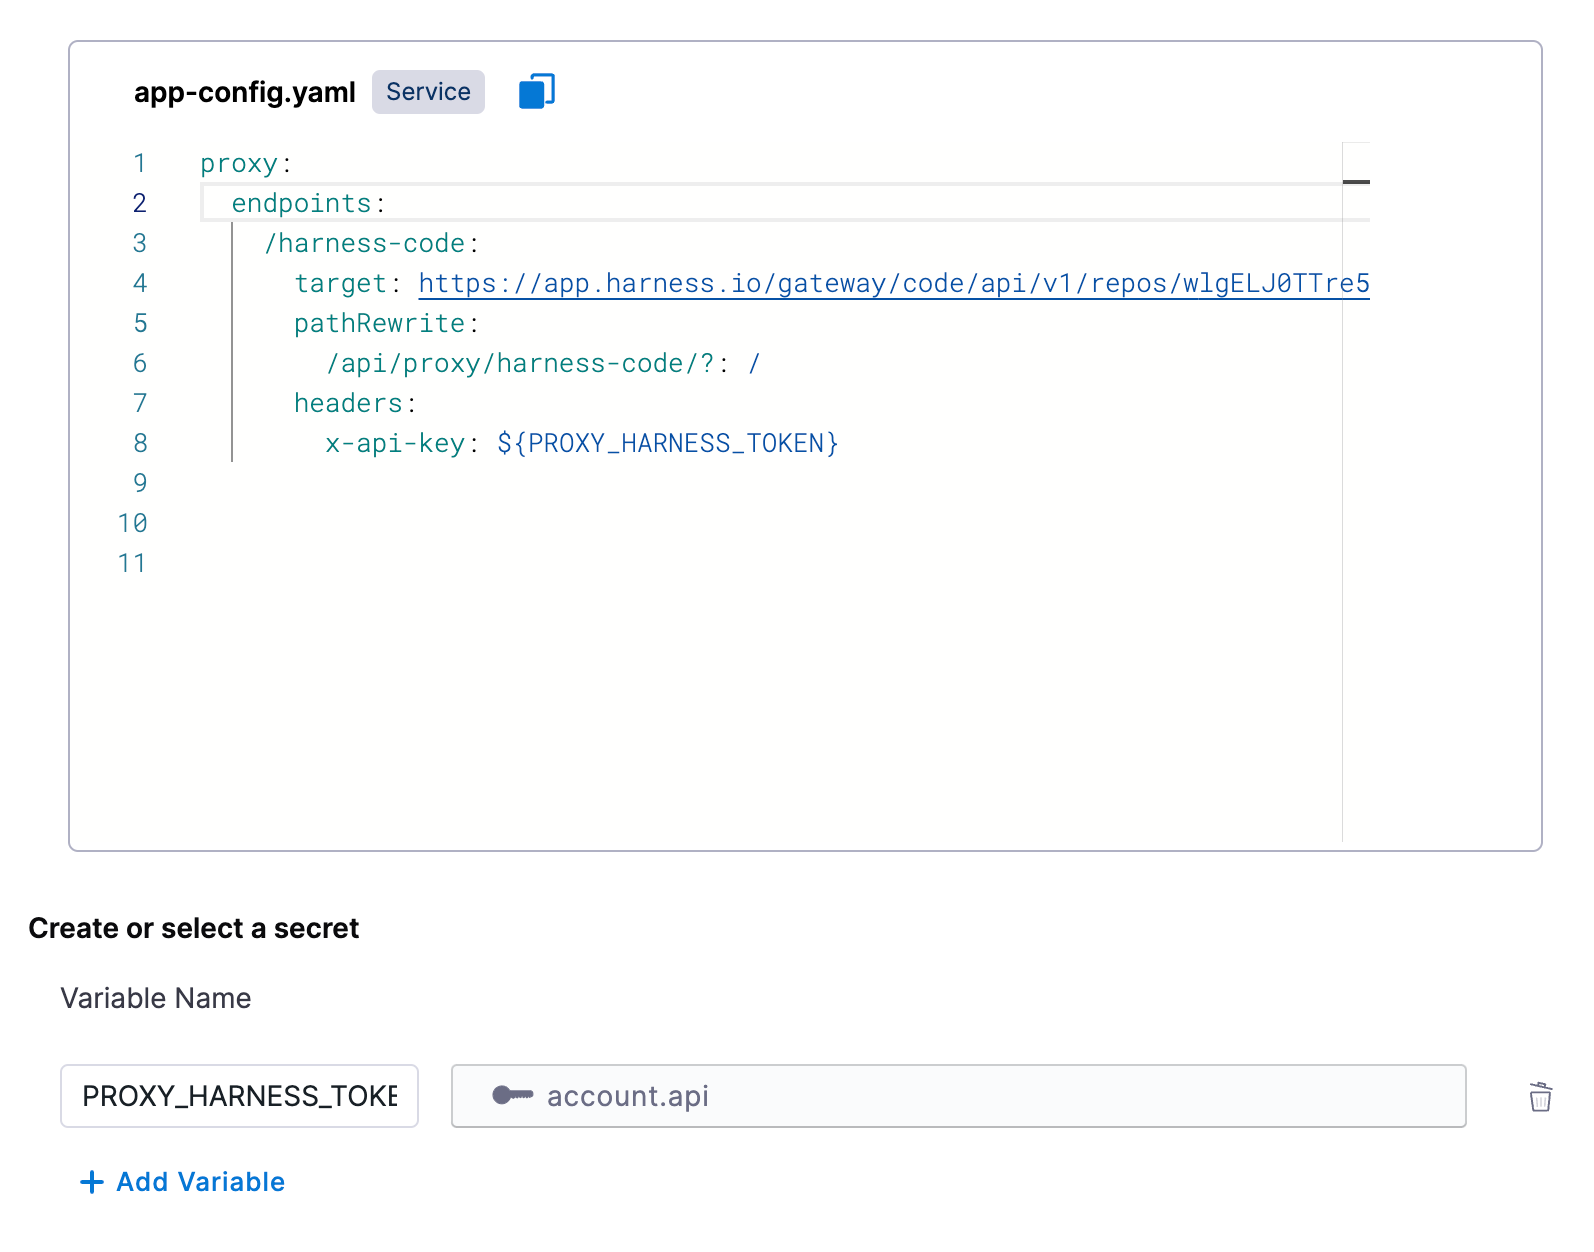 app-config.yaml Service
1 proxy:
2   endpoints:
3     /harness-code:
4       target: https://app.harness.io/gateway/code/api/v1/repos/wlgELJ0TTre5
5       pathRewrite:
6         /api/proxy/harness-code/?: /
7       headers:
8         x-api-key: ${PROXY_HARNESS_TOKEN}
9
10
11
Create or select a secret
Variable Name
PROXY_HARNESS_TOKE account.api
+ Add Variable